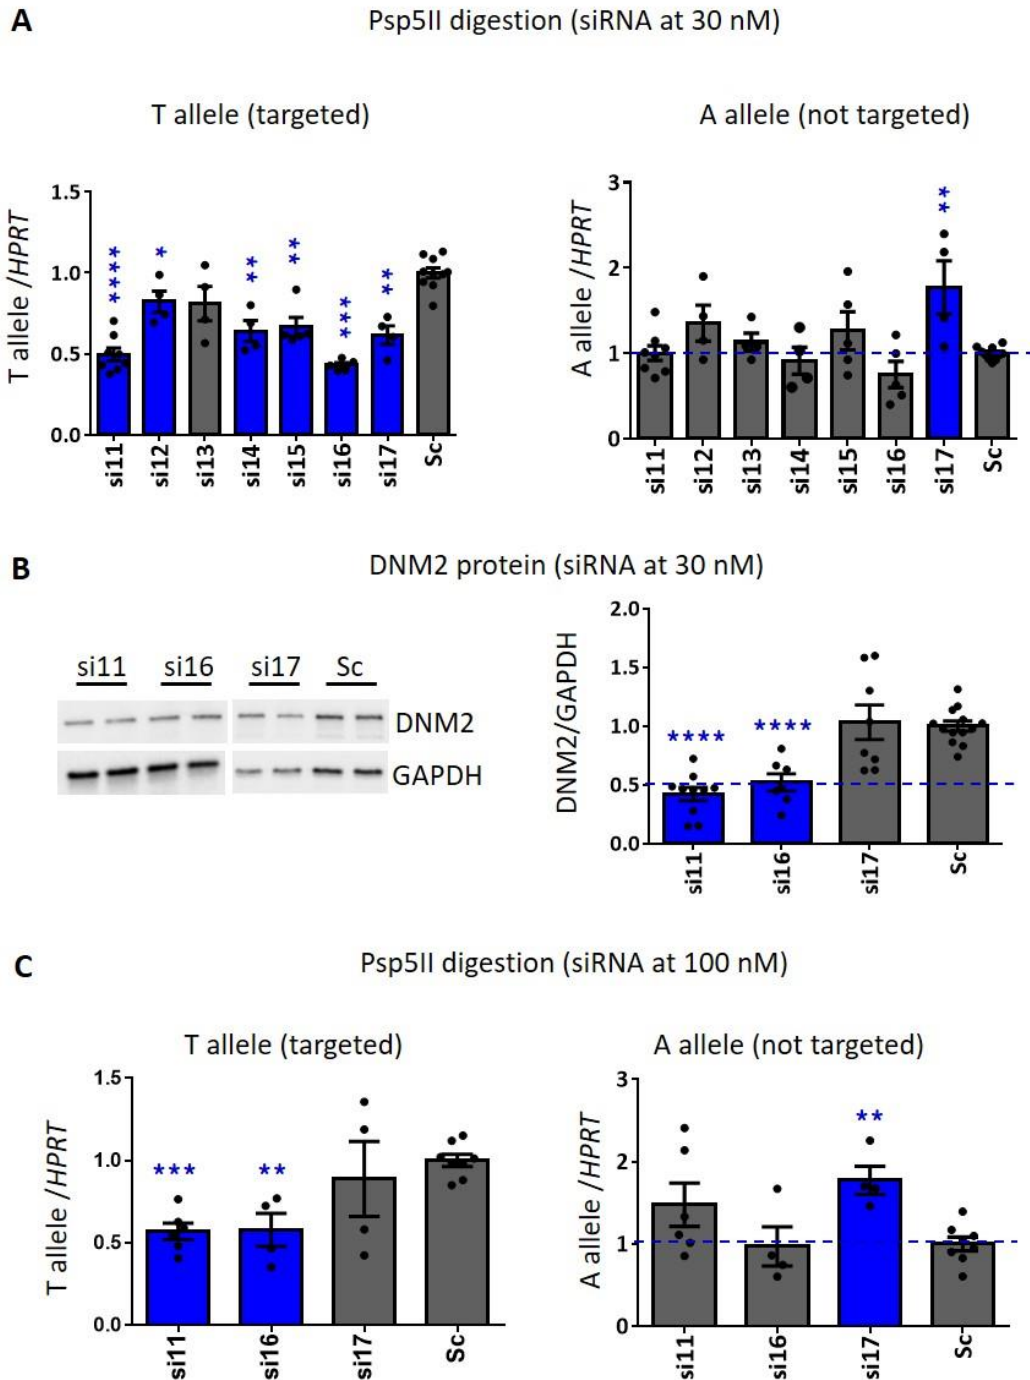 A
Psp5II digestion (siRNA at 30 nM)
T allele (targeted)
A allele (not targeted)
T allele /HPRT
1.5
1.0
0.5
0.0
****
*
**
**
***
**
si11
si12
si13
si14
si15
si16
si17
Sc
A allele /HPRT
3
2
1
0
**
si11
si12
si13
si14
si15
si16
si17
Sc
B
DNM2 protein (siRNA at 30 nM)
si11 si16 si17 Sc
DNM2
GAPDH
DNM2/GAPDH
2.0
1.5
1.0
0.5
0.0
****
****
si11
si16
si17
Sc
C
Psp5II digestion (siRNA at 100 nM)
T allele (targeted)
A allele (not targeted)
T allele /HPRT
1.5
1.0
0.5
0.0
***
**
si11
si16
si17
Sc
A allele /HPRT
3
2
1
0
**
si11
si16
si17
Sc